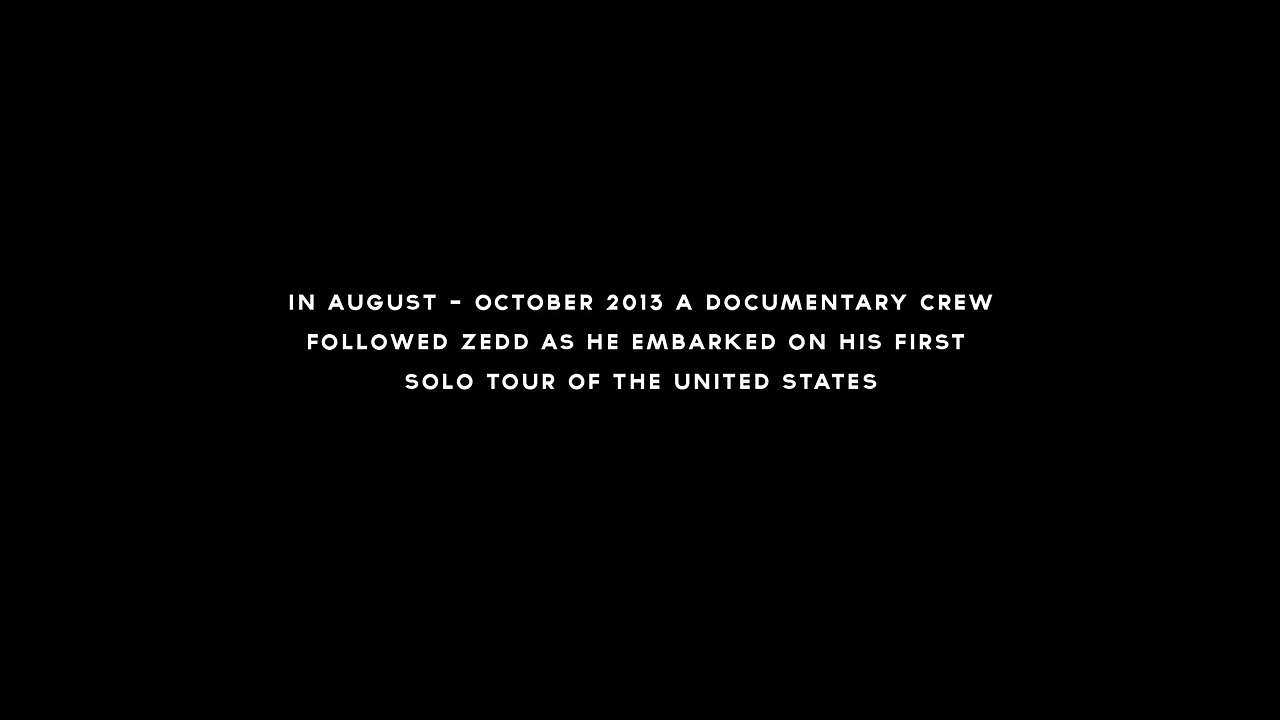 IN AUGUST - OCTOBER 2013 A DOCUMENTARY CREW
FOLLOWED ZEDD AS HE EMBARKED ON HIS FIRST
SOLO TOUR OF THE UNITED STATES